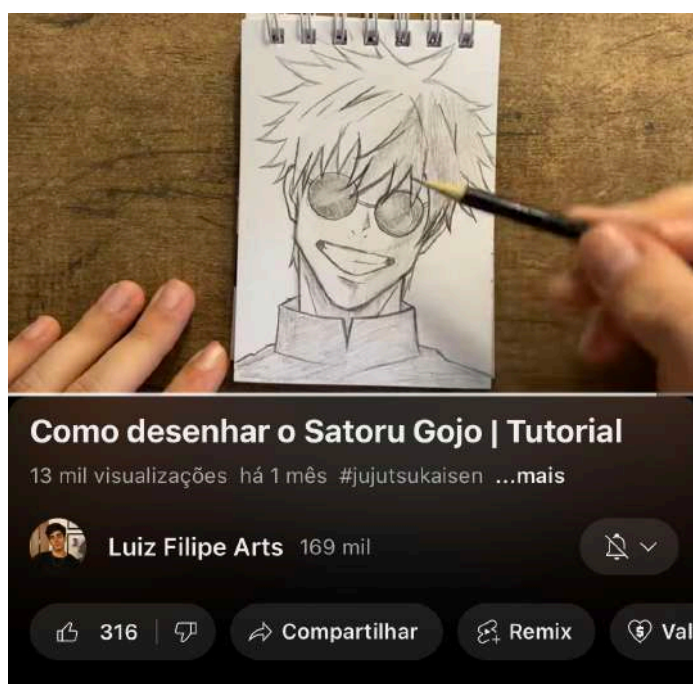 Como desenhar o Satoru Gojo | Tutorial
13 mil visualizações há 1 mês #jujutsukaisen ...mais
Luiz Filipe Arts 169 mil
316 Compartilhar Remix Val